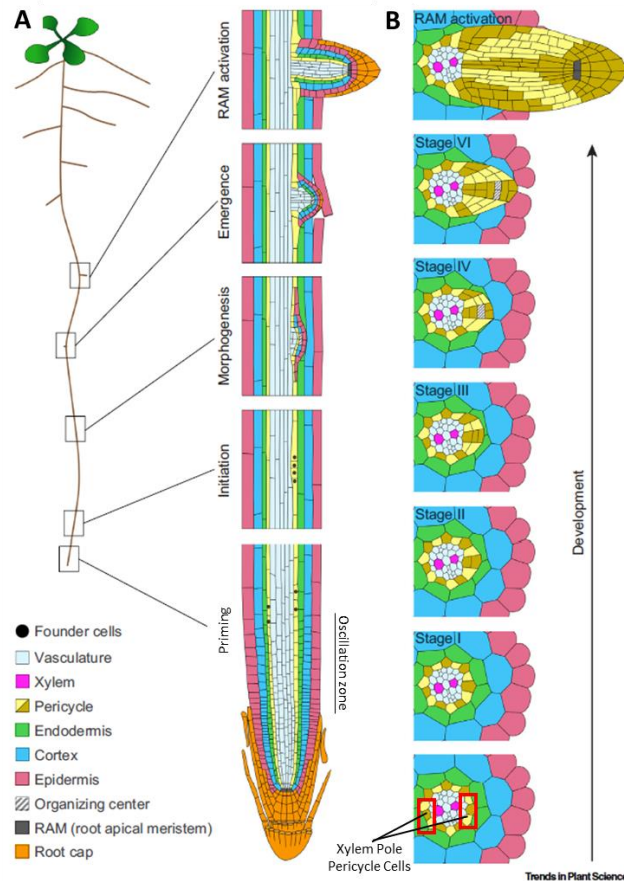 A
B
RAM activation
Emergence
Morphogenesis
Initiation
Priming
Oscillation zone
Founder cells
Vasculature
Xylem
Pericycle
Endodermis
Cortex
Epidermis
Organizing center
RAM (root apical meristem)
Root cap
RAM activation
Stage VI
Stage IV
Stage III
Stage II
Stage I
Development
Xylem Pole
Pericycle Cells
Trends in Plant Science